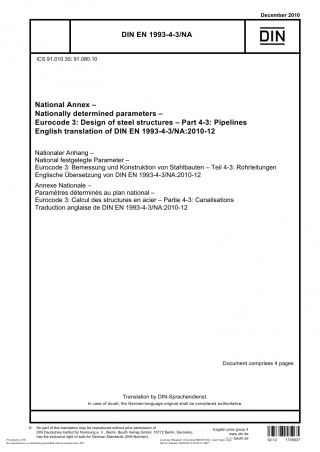 December 2010
DIN EN 1993-4-3/NA
DIN
ICS 91.010.30; 91.080.10
National Annex –
Nationally determined parameters –
Eurocode 3: Design of steel structures – Part 4-3: Pipelines
English translation of DIN EN 1993-4-3/NA:2010-12
Nationaler Anhang –
National festgelegte Parameter –
Eurocode 3: Bemessung und Konstruktion von Stahlbauten – Teil 4-3: Rohrleitungen
Englische Übersetzung von DIN EN 1993-4-3/NA:2010-12
Annexe Nationale –
Paramètres déterminés au plan national –
Eurocode 3: Calcul des structures en acier – Partie 4-3: Canalisations
Traduction anglaise de DIN EN 1993-4-3/NA:2010-12
Document comprises 4 pages
Translation by DIN-Sprachendienst.
In case of doubt, the German-language original shall be considered authoritative.
© No part of this translation may be reproduced without prior permission of
DIN Deutsches Institut für Normung e. V., Berlin. Beuth Verlag GmbH, 10772 Berlin, Germany,
has the exclusive right of sale for German Standards (DIN-Normen).
English price group 4
www.din.de
www.beuth.de